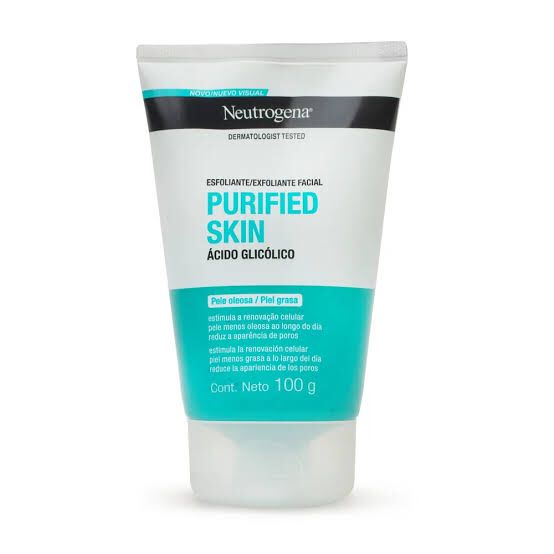 NOVO/NUEVO VISUAL
Neutrogena®
DERMATOLOGIST TESTED
ESFOLIANTE/EXFOLIANTE FACIAL
PURIFIED
SKIN
ÁCIDO GLICÓLICO
Pele oleosa / Piel grasa
estimula a renovação celular
pele menos oleosa ao longo do dia
reduz a aparência de poros
estimula la renovación celular
piel menos grasa a lo largo del día
reduce la apariencia de los poros
Cont. Neto 100 g